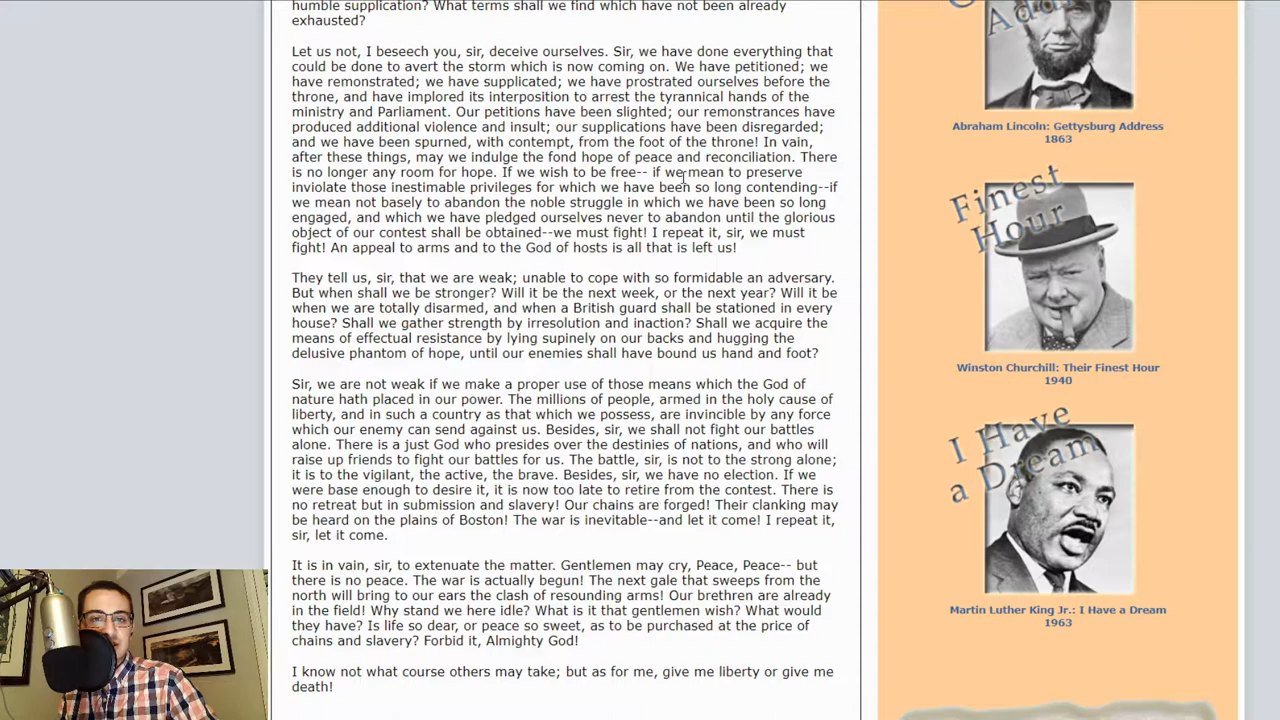 humble supplication? What terms shall we find which have not been already
exhausted?
Let us not, I beseech you, sir, deceive ourselves. Sir, we have done everything that
could be done to avert the storm which is now coming on. We have petitioned; we
have remonstrated; we have supplicated; we have prostrated ourselves before the
throne, and have implored its interposition to arrest the tyrannical hands of the
ministry and Parliament. Our petitions have been slighted; our remonstrances have
produced additional violence and insult; our supplications have been disregarded;
and we have been spurned, with contempt, from the foot of the throne! In vain,
after these things, may we indulge the fond hope of peace and reconciliation. There
is no longer any room for hope. If we wish to be free-- if we mean to preserve
inviolate those inestimable privileges for which we have been so long contending--if
we mean not basely to abandon the noble struggle in which we have been so long
engaged, and which we have pledged ourselves never to abandon until the glorious
object of our contest shall be obtained--we must fight! I repeat it, sir, we must
fight! An appeal to arms and to the God of hosts is all that is left us!
They tell us, sir, that we are weak; unable to cope with so formidable an adversary.
But when shall we be stronger? Will it be the next week, or the next year? Will it be
when we are totally disarmed, and when a British guard shall be stationed in every
house? Shall we gather strength by irresolution and inaction? Shall we acquire the
means of effectual resistance by lying supinely on our backs and hugging the
delusive phantom of hope, until our enemies shall have bound us hand and foot?
Sir, we are not weak if we make a proper use of those means which the God of
nature hath placed in our power. The millions of people, armed in the holy cause of
liberty, and in such a country as that which we possess, are invincible by any force
which our enemy can send against us. Besides, sir, we shall not fight our battles
alone. There is a just God who presides over the destinies of nations, and who will
raise up friends to fight our battles for us. The battle, sir, is not to the strong alone;
it is to the vigilant, the active, the brave. Besides, sir, we have no election. If we
were base enough to desire it, it is now too late to retire from the contest. There is
no retreat but in submission and slavery! Our chains are forged! Their clanking may
be heard on the plains of Boston! The war is inevitable--and let it come! I repeat it,
sir, let it come.
It is in vain, sir, to extenuate the matter. Gentlemen may cry, Peace, Peace-- but
there is no peace. The war is actually begun! The next gale that sweeps from the
north will bring to our ears the clash of resounding arms! Our brethren are already
in the field! Why stand we here idle? What is it that gentlemen wish? What would
they have? Is life so dear, or peace so sweet, as to be purchased at the price of
chains and slavery? Forbid it, Almighty God!
I know not what course others may take; but as for me, give me liberty or give me
death!
Abraham Lincoln: Gettysburg Address
1863
Finest
Hour
Winston Churchill: Their Finest Hour
1940
I Have
a Dream
Martin Luther King Jr.: I Have a Dream
1963